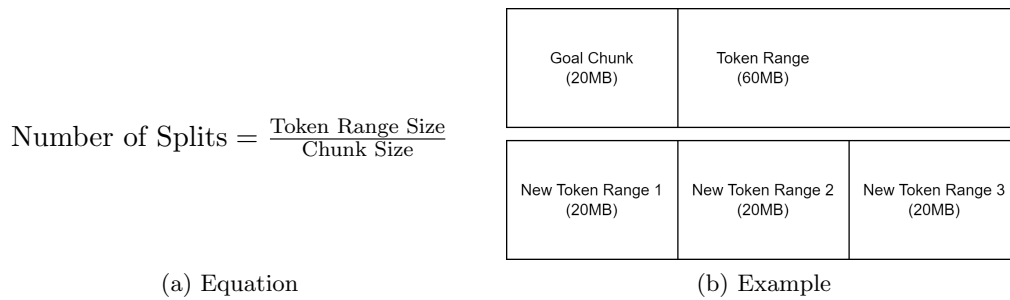 Number of Splits = Token Range Size / Chunk Size
Goal Chunk
(20MB)
Token Range
(60MB)
New Token Range 1
(20MB)
New Token Range 2
(20MB)
New Token Range 3
(20MB)
(a) Equation
(b) Example